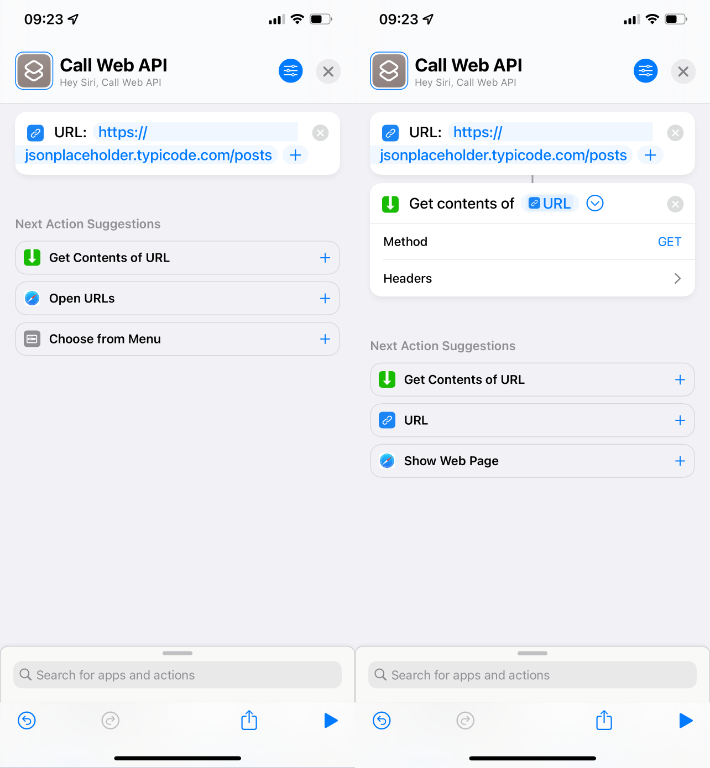 09:23
Call Web API
Hey Siri, Call Web API
URL: https://
jsonplaceholder.typicode.com/posts
Next Action Suggestions
Get Contents of URL
Open URLs
Choose from Menu
Search for apps and actions
09:23
Call Web API
Hey Siri, Call Web API
URL: https://
jsonplaceholder.typicode.com/posts
Get contents of URL
Method GET
Headers
Next Action Suggestions
Get Contents of URL
URL
Show Web Page
Search for apps and actions